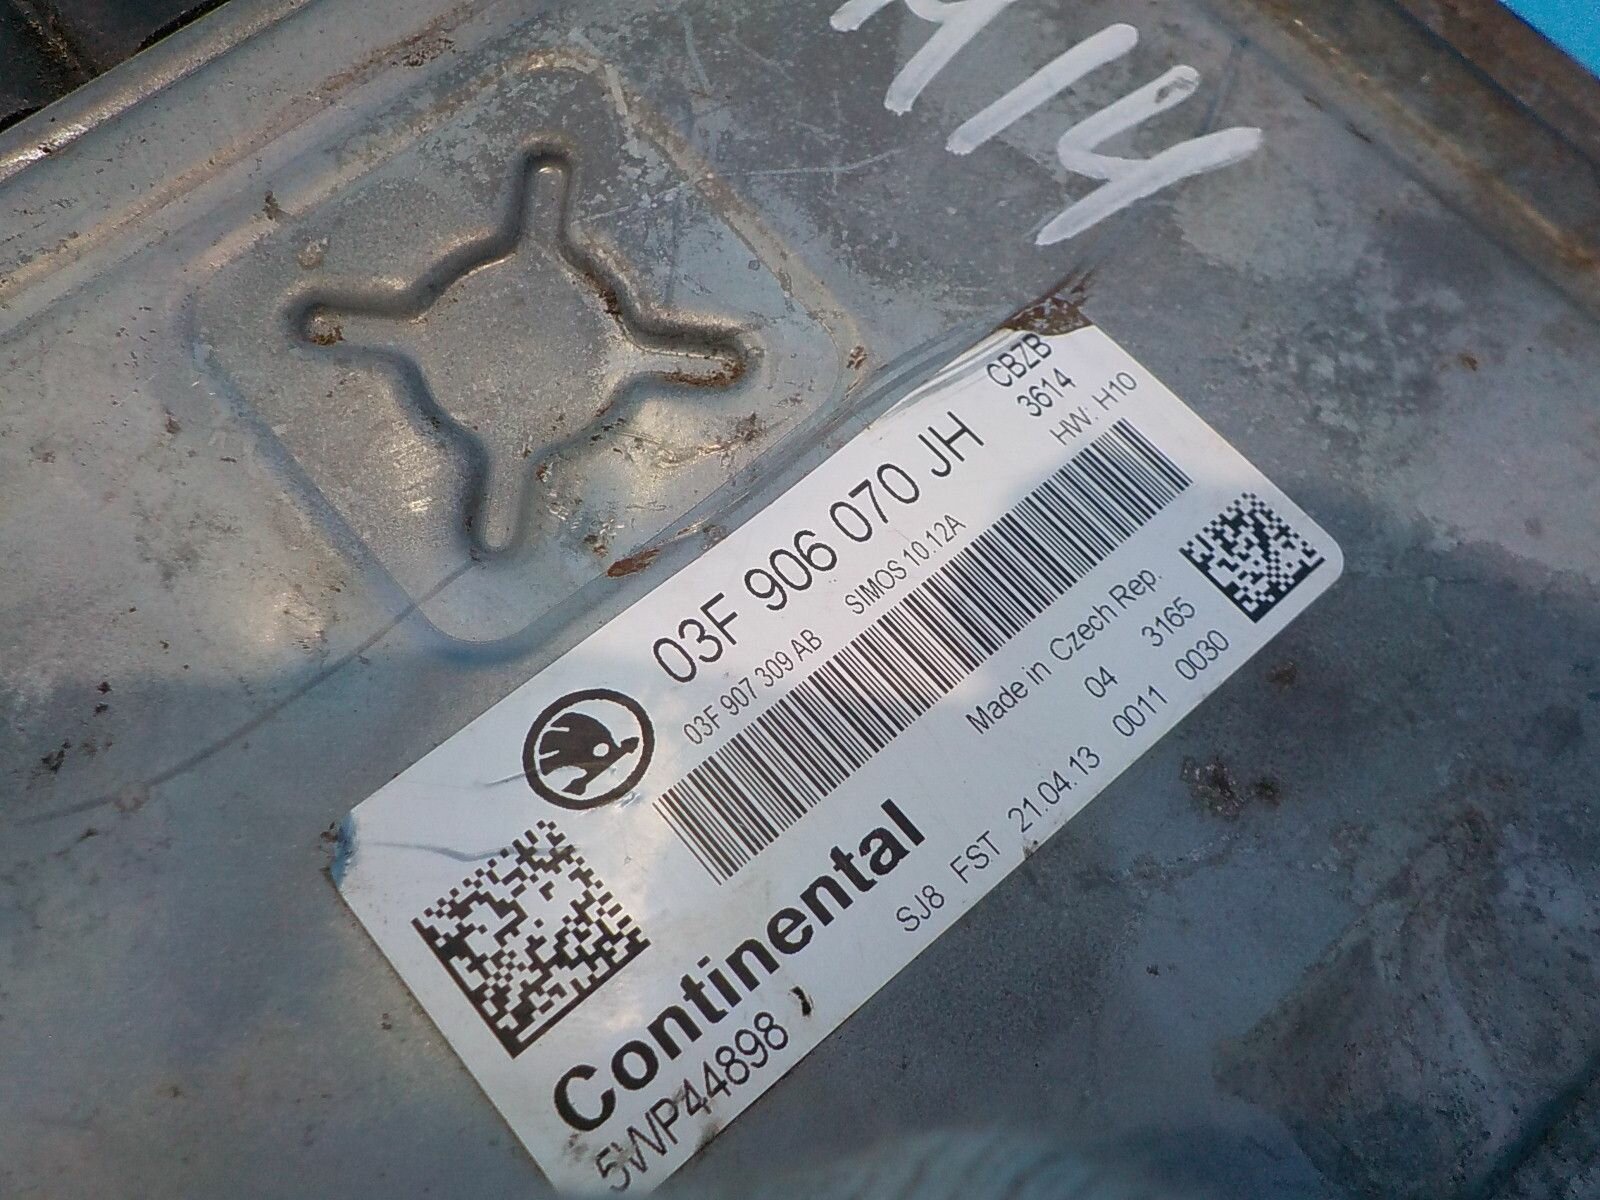 M14
CBZB
3614
HW: H10
03F 906 070 JH
03F 907 309 AB SIMOS 10.12A
Made in Czech Rep.
04 3165
SJ8 FST 21.04.13 0011 0030
Continental
5WP44898